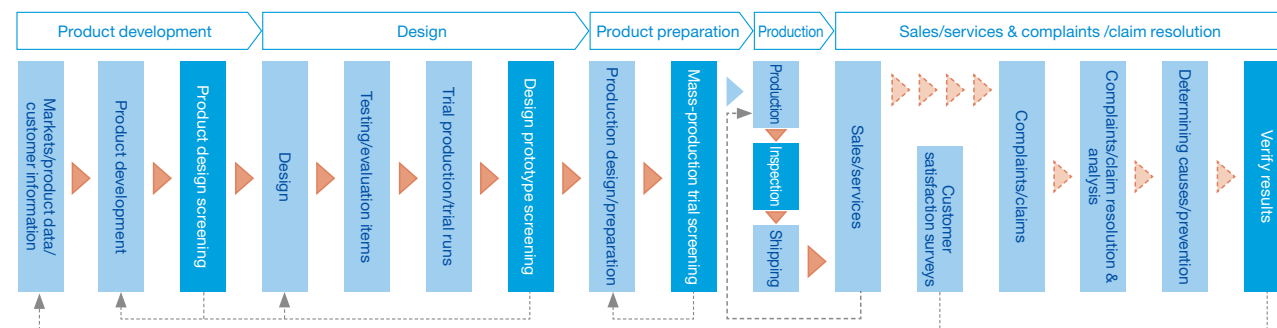 Product development
Design
Product preparation
Production
Sales/services & complaints /claim resolution
Markets/product data/
customer information
Product development
Product design screening
Design
Testing/evaluation items
Trial production/trial runs
Design prototype screening
Production design/preparation
Mass-production trial screening
Production
Inspection
Shipping
Sales/services
Customer
satisfaction surveys
Complaints/claims
Complaints/claim resolution &
analysis
Determining causes/prevention
Verify results